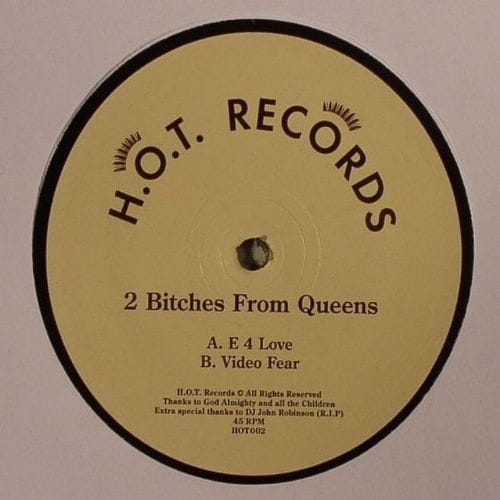 H.O.T. RECORDS
2 Bitches From Queens
A. E 4 Love
B. Video Fear
H.O.T. Records © All Rights Reserved
Thanks to God Almighty and all the Children
Extra special thanks to DJ John Robinson (R.I.P)
45 RPM
HOT002